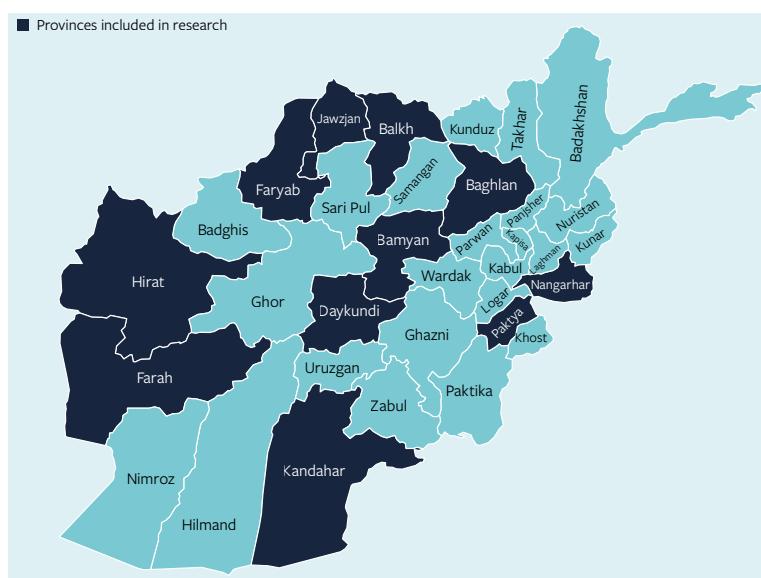 Provinces included in research
Jawzjan
Balkh
Kunduz
Takhar
Badakhshan
Faryab
Sari Pul
Samangan
Baghlan
Badghis
Bamyan
Parwan
Panjsher
Kapisa
Nuristan
Kunar
Laghman
Hirat
Ghor
Daykundi
Wardak
Kabul
Logar
Nangarhar
Paktya
Khost
Ghazni
Farah
Uruzgan
Zabul
Paktika
Nimroz
Hilmand
Kandahar